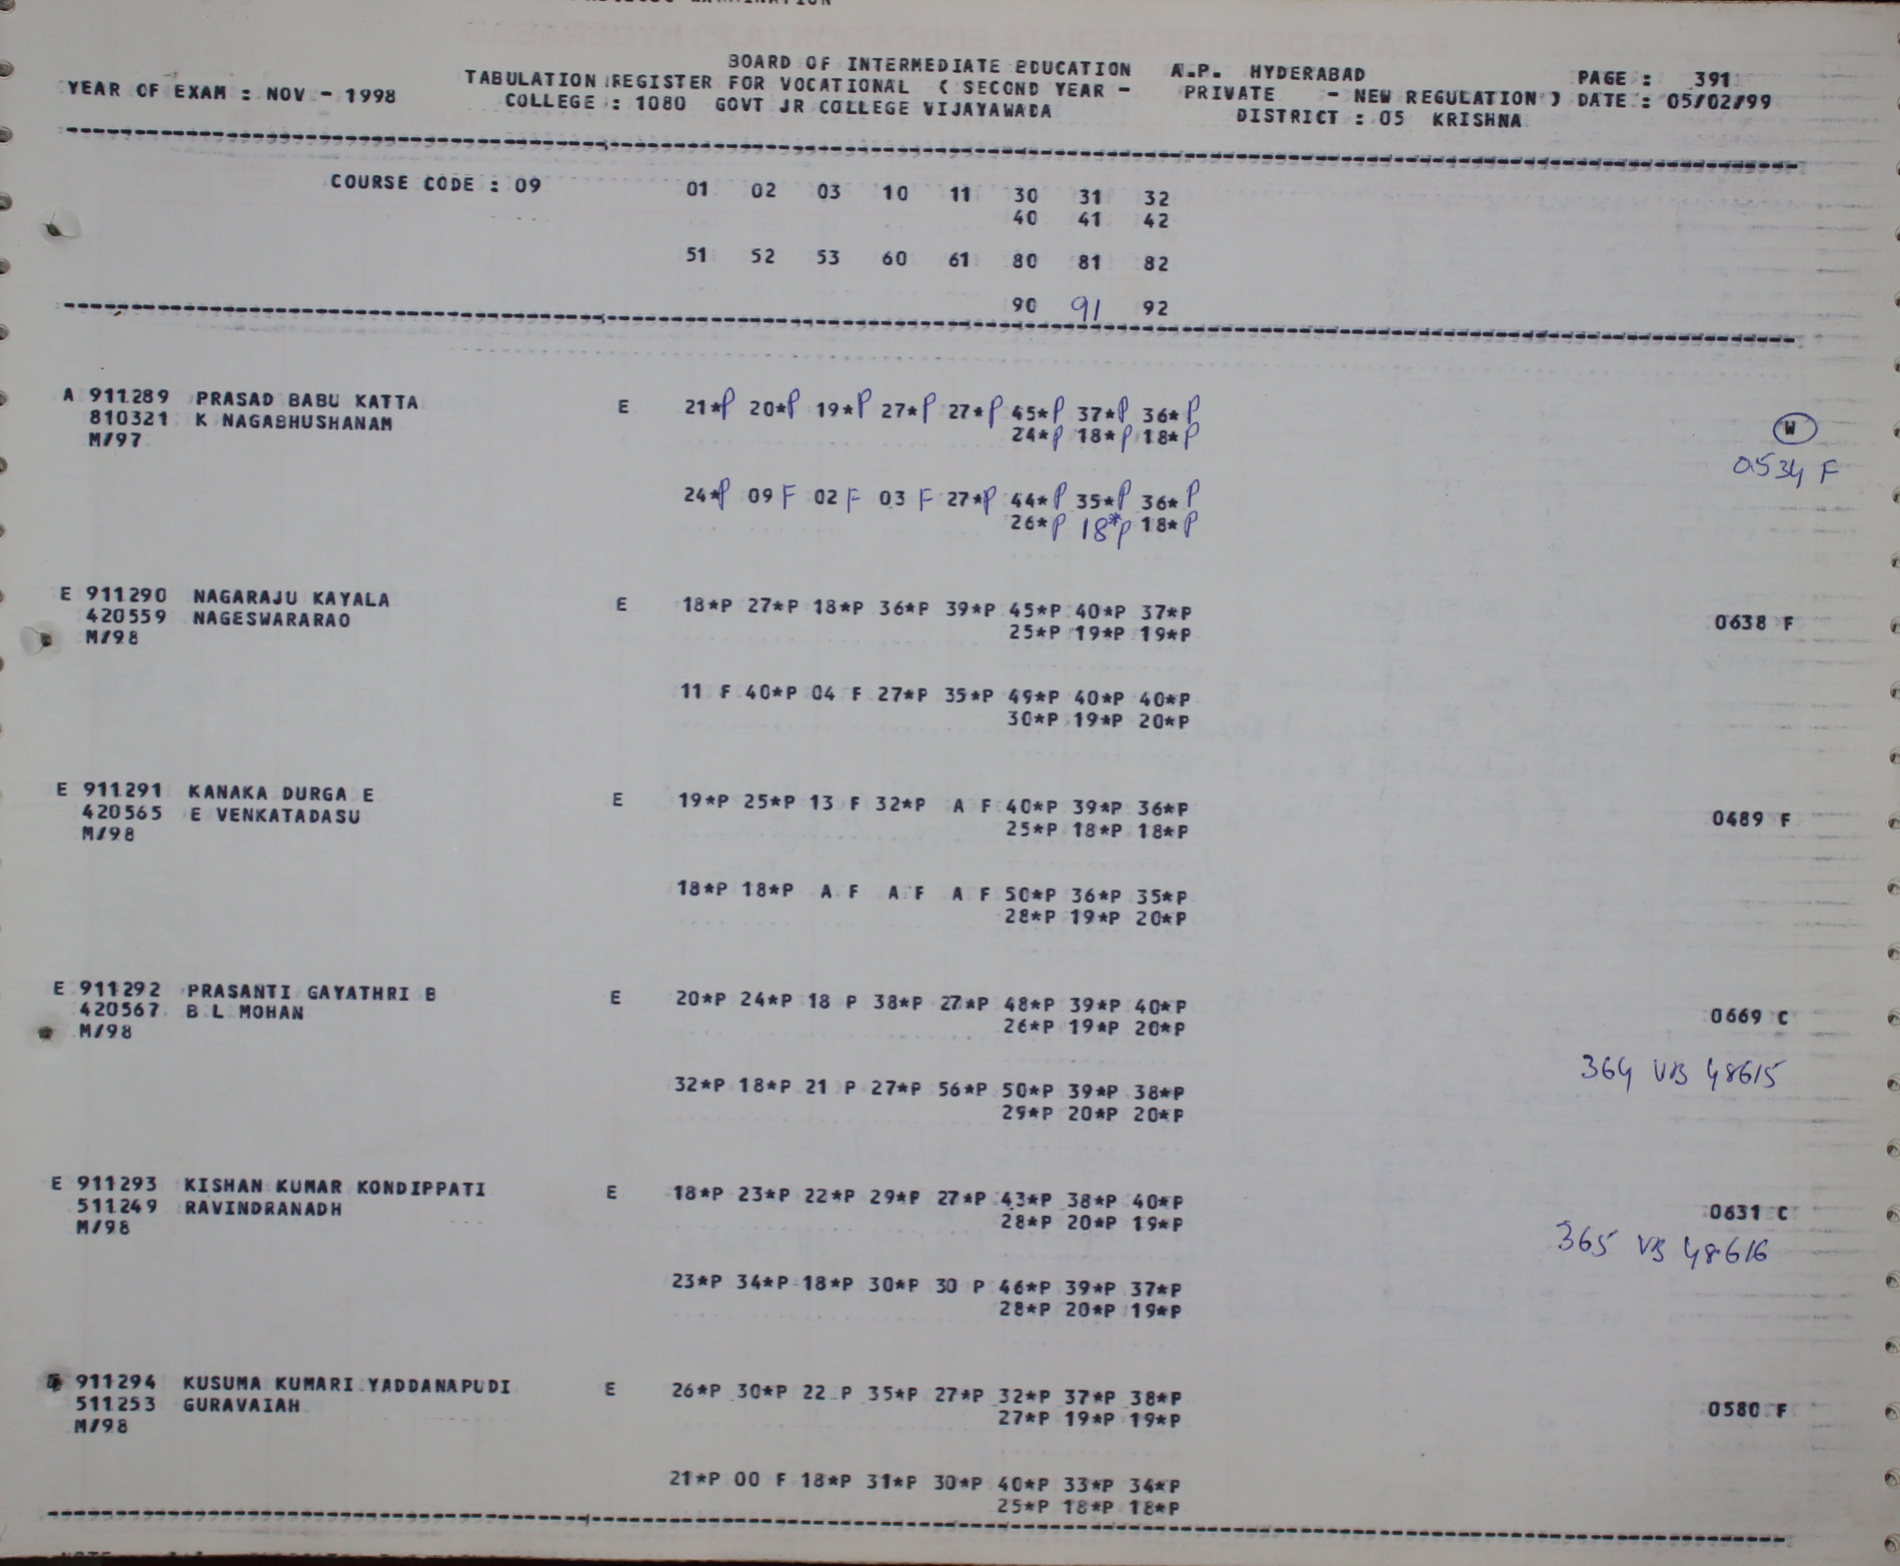 EXAMINATION
BOARD OF INTERMEDIATE EDUCATION A.P. HYDERABAD PAGE : 391
YEAR OF EXAM : NOV - 1998 TABULATION REGISTER FOR VOCATIONAL ( SECOND YEAR - PRIVATE - NEW REGULATION ) DATE : 05/02/99
COLLEGE : 1080 GOVT JR COLLEGE VIJAYAWADA DISTRICT : 05 KRISHNA
COURSE CODE : 09 01 02 03 10 11 30 31 32
40 41 42
51 52 53 60 61 80 81 82
90 91 92
A 911289 PRASAD BABU KATTA E 21*P 20*P 19*P 27*P 27*P 45*P 37*P 36*P
810321 K NAGABHUSHANAM 24*P 18*P 18*P W
M/97 0534 F
24*P 09 F 02 F 03 F 27*P 44*P 35*P 36*P
26*P 18*P 18*P
E 911290 NAGARAJU KAYALA E 18*P 27*P 18*P 36*P 39*P 45*P 40*P 37*P
420559 NAGESWARARAO 25*P 19*P 19*P 0638 F
M/98
11 F 40*P 04 F 27*P 35*P 49*P 40*P 40*P
30*P 19*P 20*P
E 911291 KANAKA DURGA E E 19*P 25*P 13 F 32*P A F 40*P 39*P 36*P
420565 E VENKATADASU 25*P 18*P 18*P 0489 F
M/98
18*P 18*P A F A F A F 50*P 36*P 35*P
28*P 19*P 20*P
E 911292 PRASANTI GAYATHRI B E 20*P 24*P 18 P 38*P 27*P 48*P 39*P 40*P
420567 B L MOHAN 26*P 19*P 20*P 0669 C
M/98
364 VB 48615
32*P 18*P 21 P 27*P 56*P 50*P 39*P 38*P
29*P 20*P 20*P
E 911293 KISHAN KUMAR KONDIPPATI E 18*P 23*P 22*P 29*P 27*P 43*P 38*P 40*P
511249 RAVINDRANADH 28*P 20*P 19*P 0631 C
M/98
365 VB 48616
23*P 34*P 18*P 30*P 30 P 46*P 39*P 37*P
28*P 20*P 19*P
911294 KUSUMA KUMARI YADDANAPUDI E 26*P 30*P 22 P 35*P 27*P 32*P 37*P 38*P
511253 GURAVAIAH 27*P 19*P 19*P 0580 F
M/98
21*P 00 F 18*P 31*P 30*P 40*P 33*P 34*P
25*P 18*P 18*P